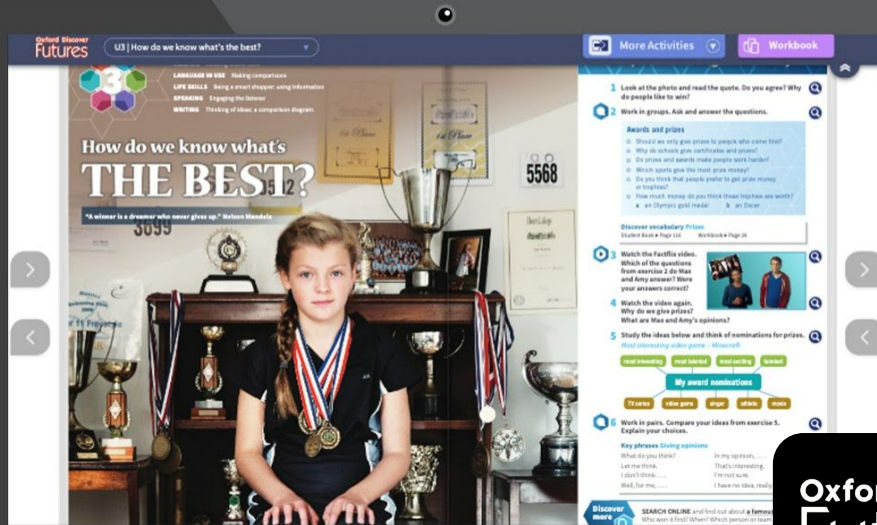 Oxford Discover
Futures
U3 | How do we know what's the best?
More Activities
Workbook
3
LANGUAGE IN USE Making comparisons
LIFE SKILLS Being a smart shopper: using information
SPEAKING Engaging the listener
WRITING Thinking of ideas: a comparison diagram
How do we know what's
THE BEST?
"A winner is a dreamer who never gives up." Nelson Mandela
1st Place
1st Place
5568
3699
1 Look at the photo and read the quote. Do you agree? Why
do people like to win?
2 Work in groups. Ask and answer the questions.
Awards and prizes
Should we only give prizes to people who come first?
Why do schools give certificates and prizes?
Do prizes and awards make people work harder?
Which sports give the most prize money?
Do you think that people prefer to get prize money
or trophies?
How much money do you think these trophies are worth?
a an Olympic gold medal b an Oscar
Discover vocabulary Prizes
Student Book Page 116 Workbook Page 26
3 Watch the Factflix video.
Which of the questions
from exercise 2 do Max
and Amy answer? Were
your answers correct?
4 Watch the video again.
Why do we give prizes?
What are Max and Amy's opinions?
5 Study the ideas below and think of nominations for prizes.
Most interesting video game – Minecraft®
most interesting most talented most exciting funniest
My award nominations
TV series video game singer athlete movie
6 Work in pairs. Compare your ideas from exercise 5.
Explain your choices.
Key phrases Giving opinions
What do you think? In my opinion, ....
Let me think. That's interesting.
I don't think .... I'm not sure.
Well, for me, .... I have no idea, really
Discover
more
SEARCH ONLINE and find out about a famous
Who won it first? When? Which person or team
Oxfo